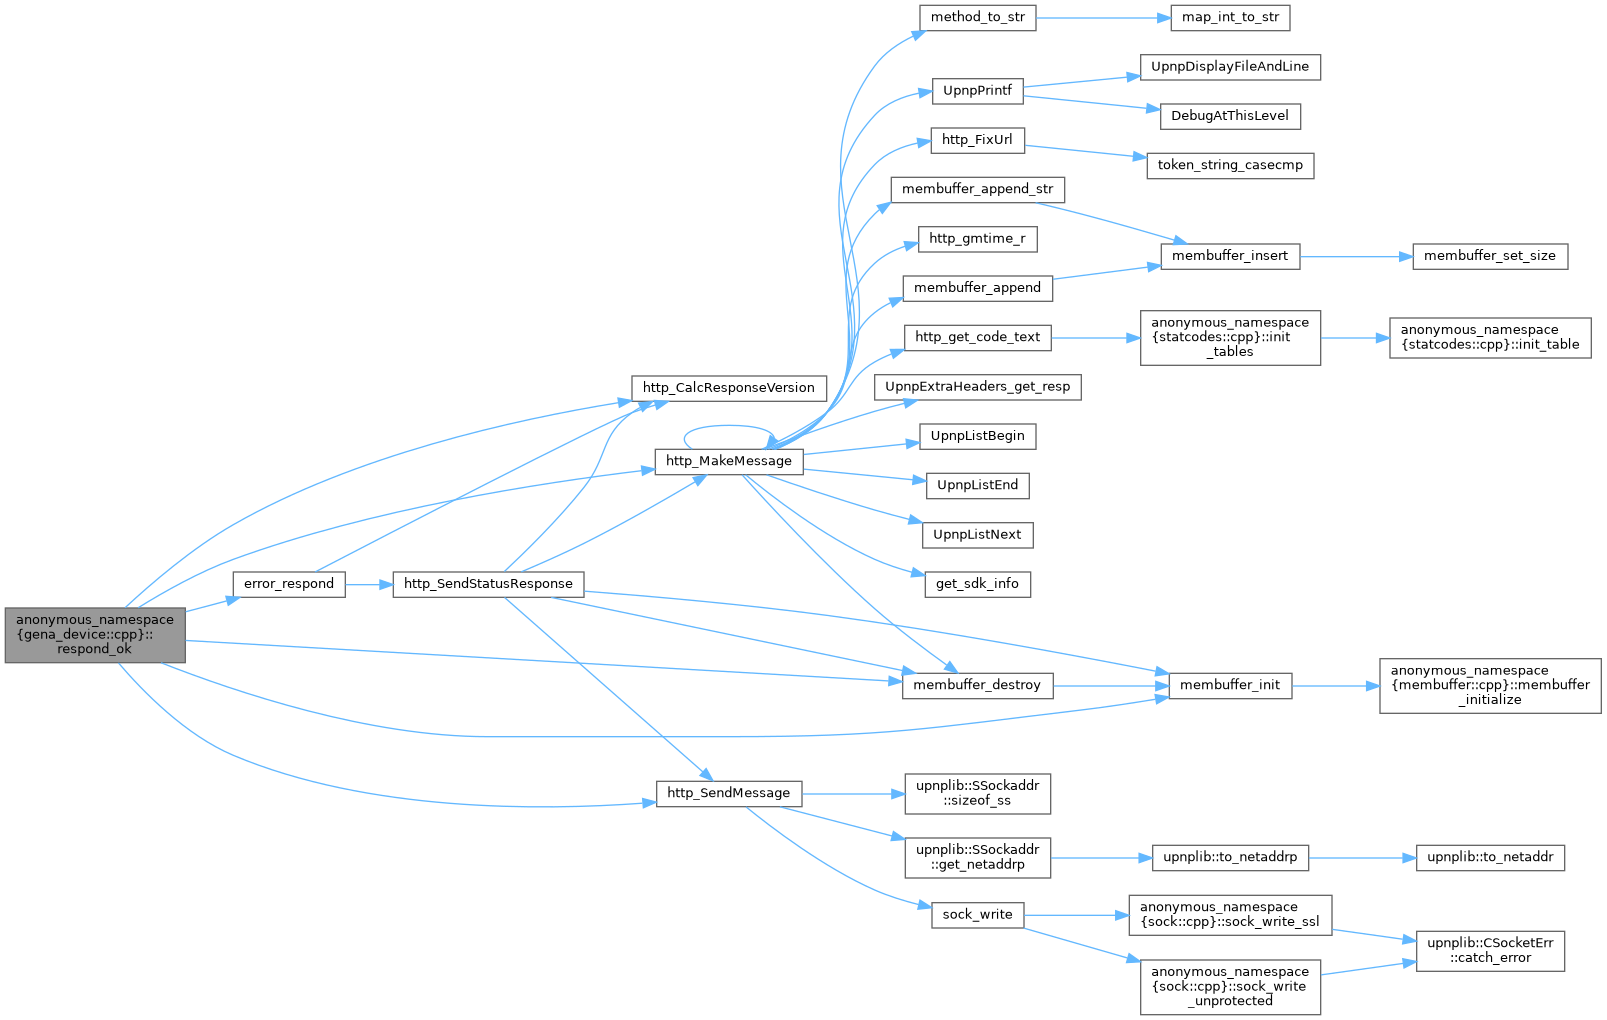 method_to_str
map_int_to_str
UpnpPrintf
UpnpDisplayFileAndLine
DebugAtThisLevel
http_FixUrl
token_string_casecmp
membuffer_append_str
http_gmtime_r
membuffer_insert
membuffer_set_size
membuffer_append
http_get_code_text
anonymous_namespace
{statcodes::cpp}::init
_tables
anonymous_namespace
{statcodes::cpp}::init_table
http_CalcResponseVersion
UpnpExtraHeaders_get_resp
UpnpListBegin
http_MakeMessage
UpnpListEnd
UpnpListNext
error_respond
http_SendStatusResponse
get_sdk_info
anonymous_namespace
{gena_device::cpp}::
respond_ok
membuffer_destroy
membuffer_init
anonymous_namespace
{membuffer::cpp}::membuffer
_initialize
http_SendMessage
upnplib::SSockaddr
::sizeof_ss
upnplib::SSockaddr
::get_netaddrp
upnplib::to_netaddrp
upnplib::to_netaddr
sock_write
anonymous_namespace
{sock::cpp}::sock_write_ssl
upnplib::CSocketErr
::catch_error
anonymous_namespace
{sock::cpp}::sock_write
_unprotected